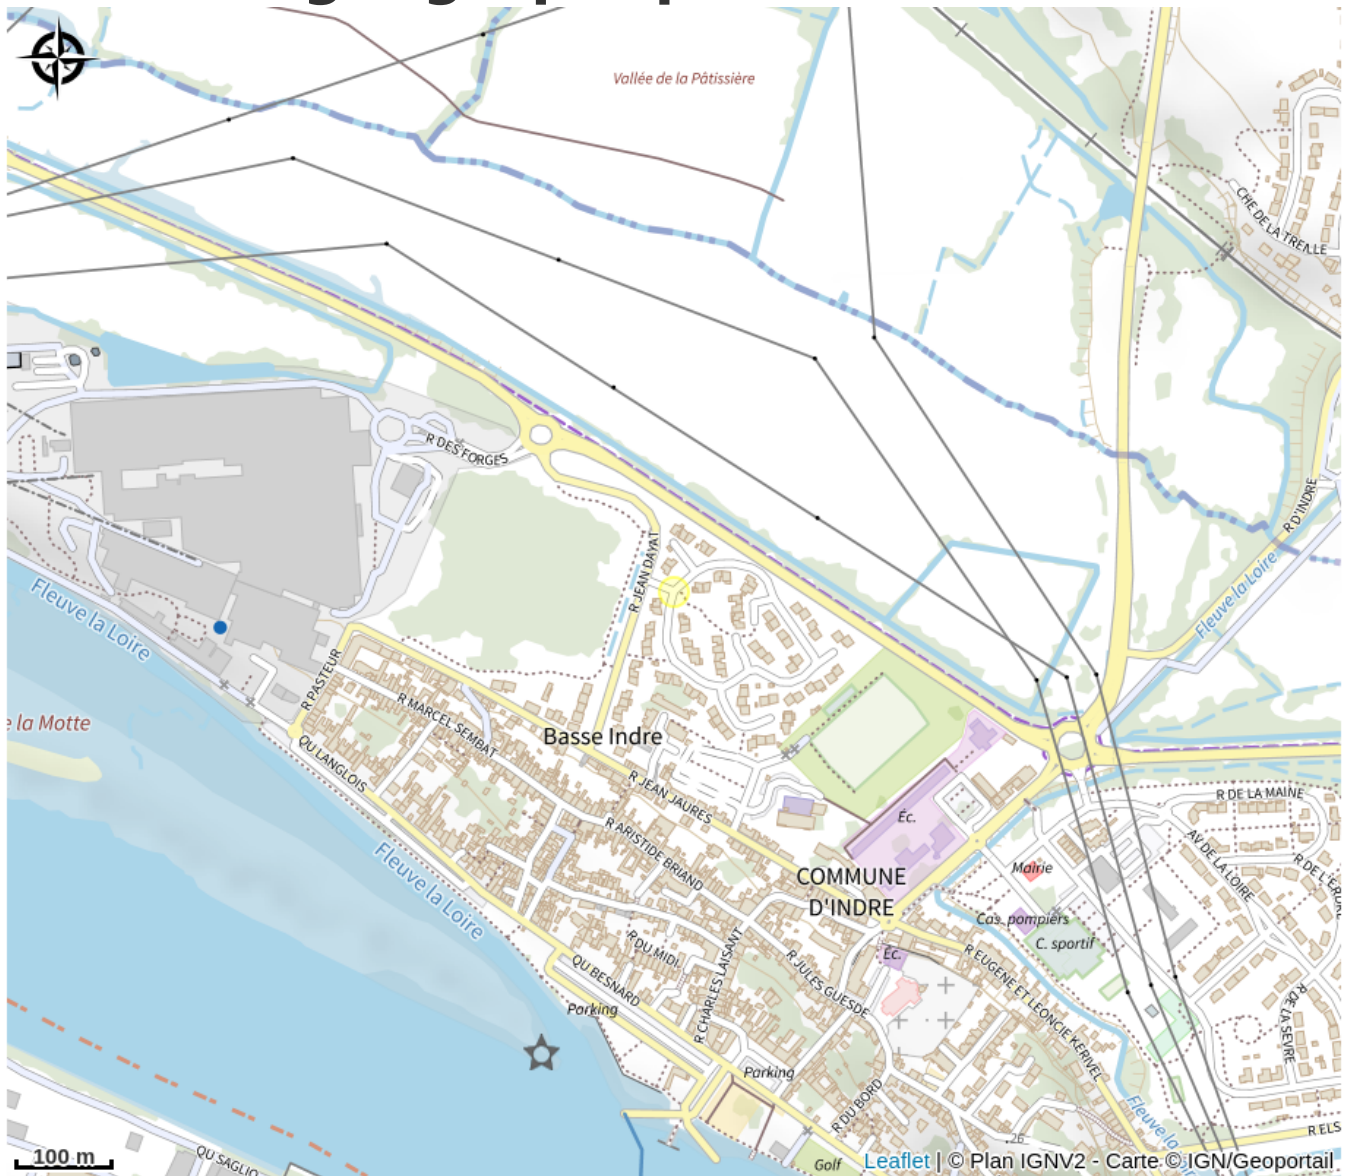 Vallée de la Pâtissière
CHE DE LA TREALLE
R DES FORGES
R D'INDRE
R JEAN DAYAT
Fleuve la Loire
Fleuve la Loire
R PASTEUR
R MARCEL SEMBAT
e la Motte
Basse Indre
QU LANGLOIS
R JEAN JAURES
R DE LA MAINE
Éc.
R ARISTIDE BRIAND
AV DE LA LOIRE
Fleuve la Loire
Mairie
COMMUNE
D'INDRE
R DE L'ERDRE
Cas. pompiers
C. sportif
R DU MIDI
Éc.
R EUGENE ET LEONCIE KERIVEL
QU BESNARD
R CHARLES LAISANT
R JULES GUESDE
Parking
R DE LA SEVRE
Parking
R DU BORD
Fleuve la
R ELS
26
100 m
QU SAGLIO
Golf
Leaflet | © Plan IGNV2 - Carte © IGN/Geoportail